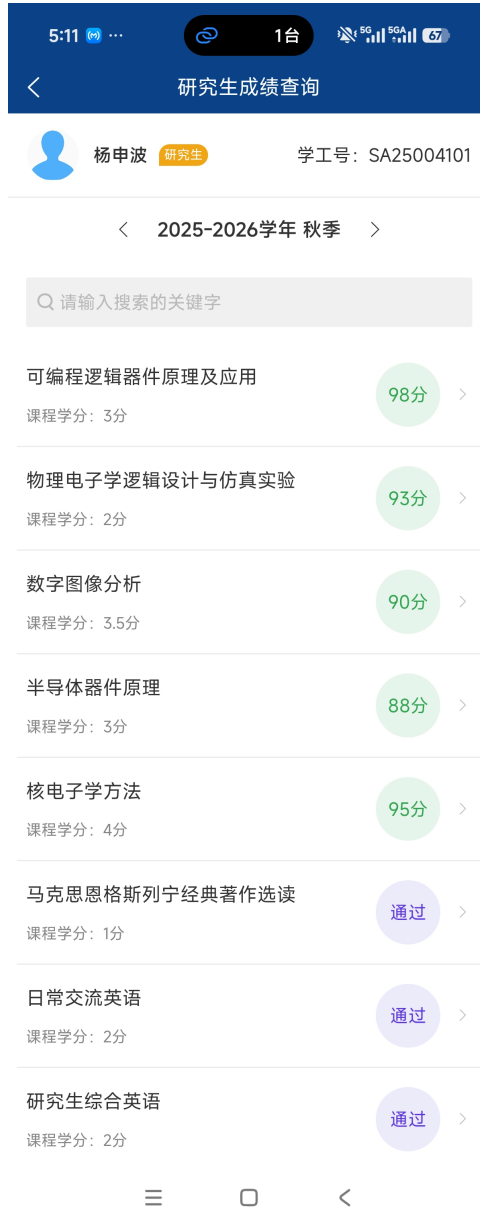 5:11 ··· 1台 5G 5GA 67
研究生成绩查询
杨申波 研究生 学工号：SA25004101
2025-2026学年 秋季
请输入搜索的关键字
可编程逻辑器件原理及应用
98分
课程学分：3分
物理电子学逻辑设计与仿真实验
93分
课程学分：2分
数字图像分析
90分
课程学分：3.5分
半导体器件原理
88分
课程学分：3分
核电子学方法
95分
课程学分：4分
马克思恩格斯列宁经典著作选读
通过
课程学分：1分
日常交流英语
通过
课程学分：2分
研究生综合英语
通过
课程学分：2分